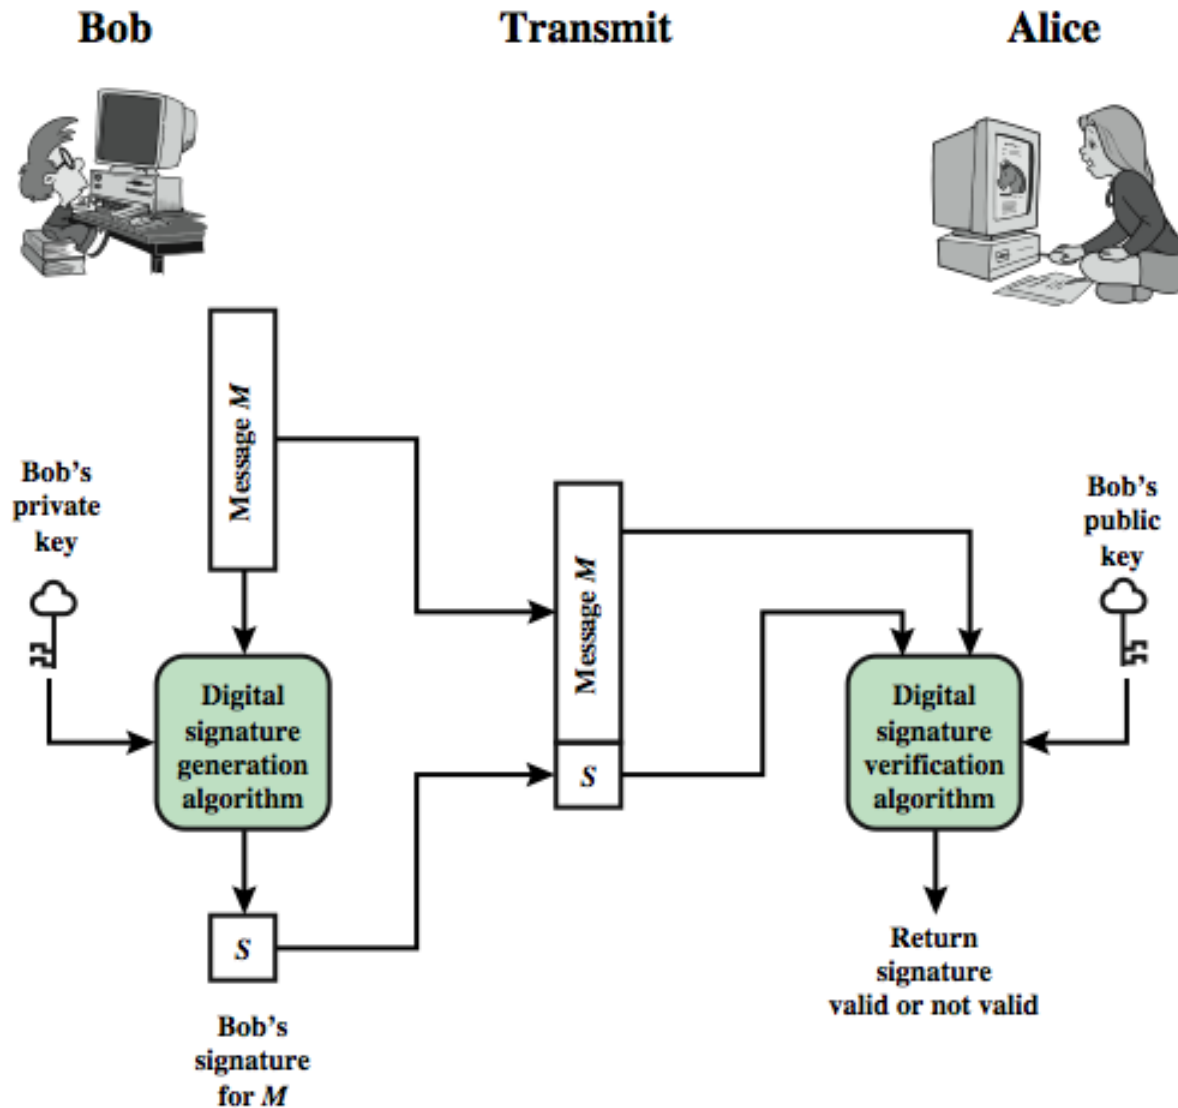 Bob
Transmit
Alice
Message M
Bob's
private
key
Message M
S
Bob's
public
key
Digital
signature
generation
algorithm
Digital
signature
verification
algorithm
S
Bob's
signature
for M
Return
signature
valid or not valid